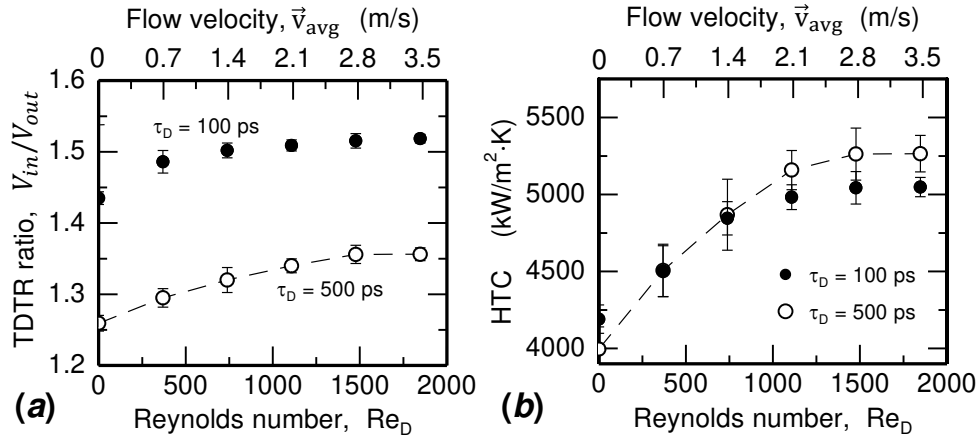 Flow velocity, v⃗avg (m/s)
0 0.7 1.4 2.1 2.8 3.5
1.6
1.5
1.4
1.3
1.2
TDTR ratio, Vin/Vout
τD = 100 ps
τD = 500 ps
0 500 1000 1500 2000
(a) Reynolds number, ReD
Flow velocity, v⃗avg (m/s)
0 0.7 1.4 2.1 2.8 3.5
5500
5000
4500
4000
HTC (kW/m²·K)
τD = 100 ps
τD = 500 ps
0 500 1000 1500 2000
(b) Reynolds number, ReD